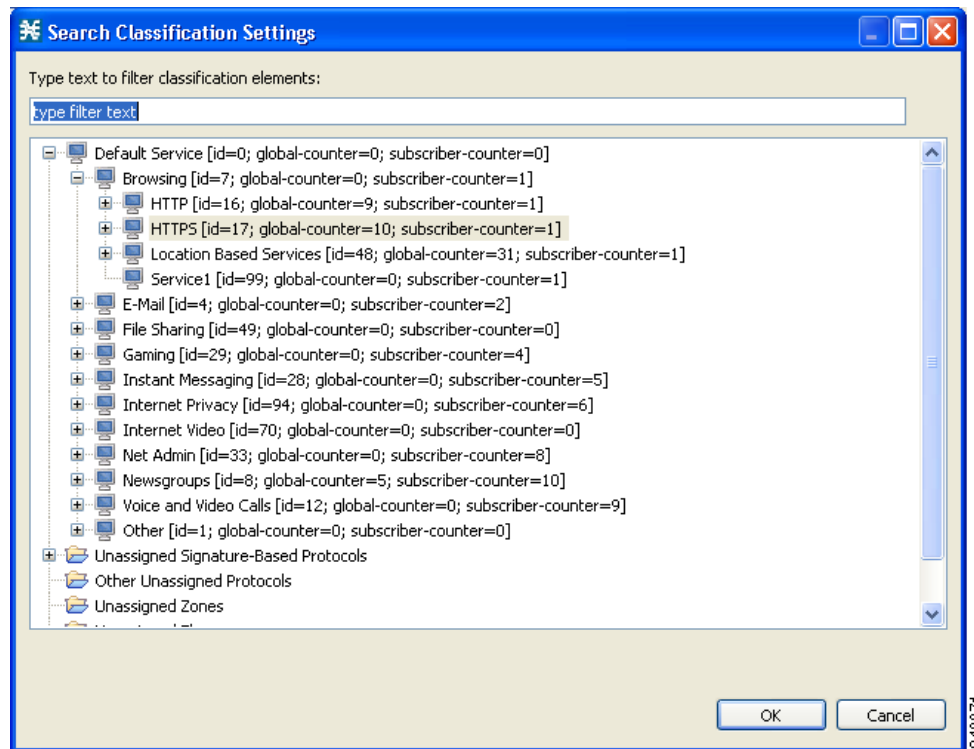 Search Classification Settings
Type text to filter classification elements:
type filter text
Default Service [id=0; global-counter=0; subscriber-counter=0]
Browsing [id=7; global-counter=0; subscriber-counter=1]
HTTP [id=16; global-counter=9; subscriber-counter=1]
HTTPS [id=17; global-counter=10; subscriber-counter=1]
Location Based Services [id=48; global-counter=31; subscriber-counter=1]
Service1 [id=99; global-counter=0; subscriber-counter=1]
E-Mail [id=4; global-counter=0; subscriber-counter=2]
File Sharing [id=49; global-counter=0; subscriber-counter=0]
Gaming [id=29; global-counter=0; subscriber-counter=4]
Instant Messaging [id=28; global-counter=0; subscriber-counter=5]
Internet Privacy [id=94; global-counter=0; subscriber-counter=6]
Internet Video [id=70; global-counter=0; subscriber-counter=0]
Net Admin [id=33; global-counter=0; subscriber-counter=8]
Newsgroups [id=8; global-counter=5; subscriber-counter=10]
Voice and Video Calls [id=12; global-counter=0; subscriber-counter=9]
Other [id=1; global-counter=0; subscriber-counter=0]
Unassigned Signature-Based Protocols
Other Unassigned Protocols
Unassigned Zones
OK
Cancel